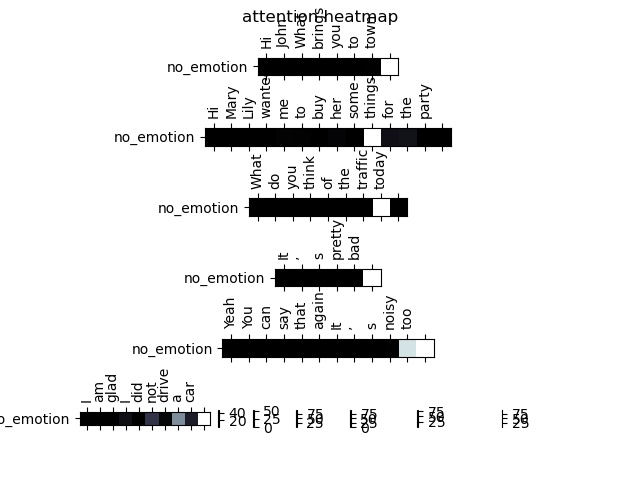 attention heatmap
Hi John What brings you to town
no_emotion
Hi Mary Lily wante me to buy her some things for the party
no_emotion
What do you think of the traffic today
no_emotion
It , s pretty bad
no_emotion
Yeah You can say that again It , s noisy too
no_emotion
I am glad I did not drive a car
o_emotion
40 50 75 75 75 75
20 25 50 50 50 50
0 25 25 25 25
0